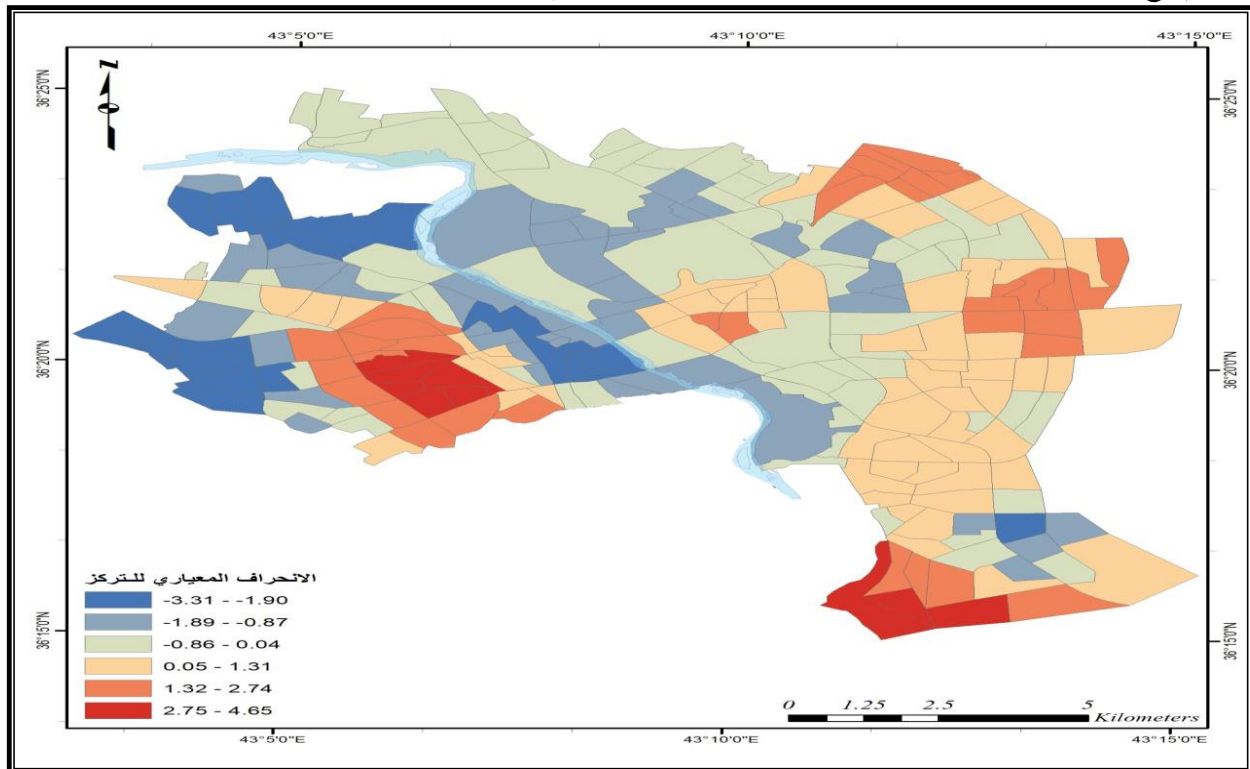 43°5'0"E 43°10'0"E 43°15'0"E
36°25'0"N 36°25'0"N
36°20'0"N 36°20'0"N
36°15'0"N 36°15'0"N
الانحراف المعياري للتركز
-3.31 - -1.90
-1.89 - -0.87
-0.86 - 0.04
0.05 - 1.31
1.32 - 2.74
2.75 - 4.65
0 1.25 2.5 5
Kilometers
43°5'0"E 43°10'0"E 43°15'0"E